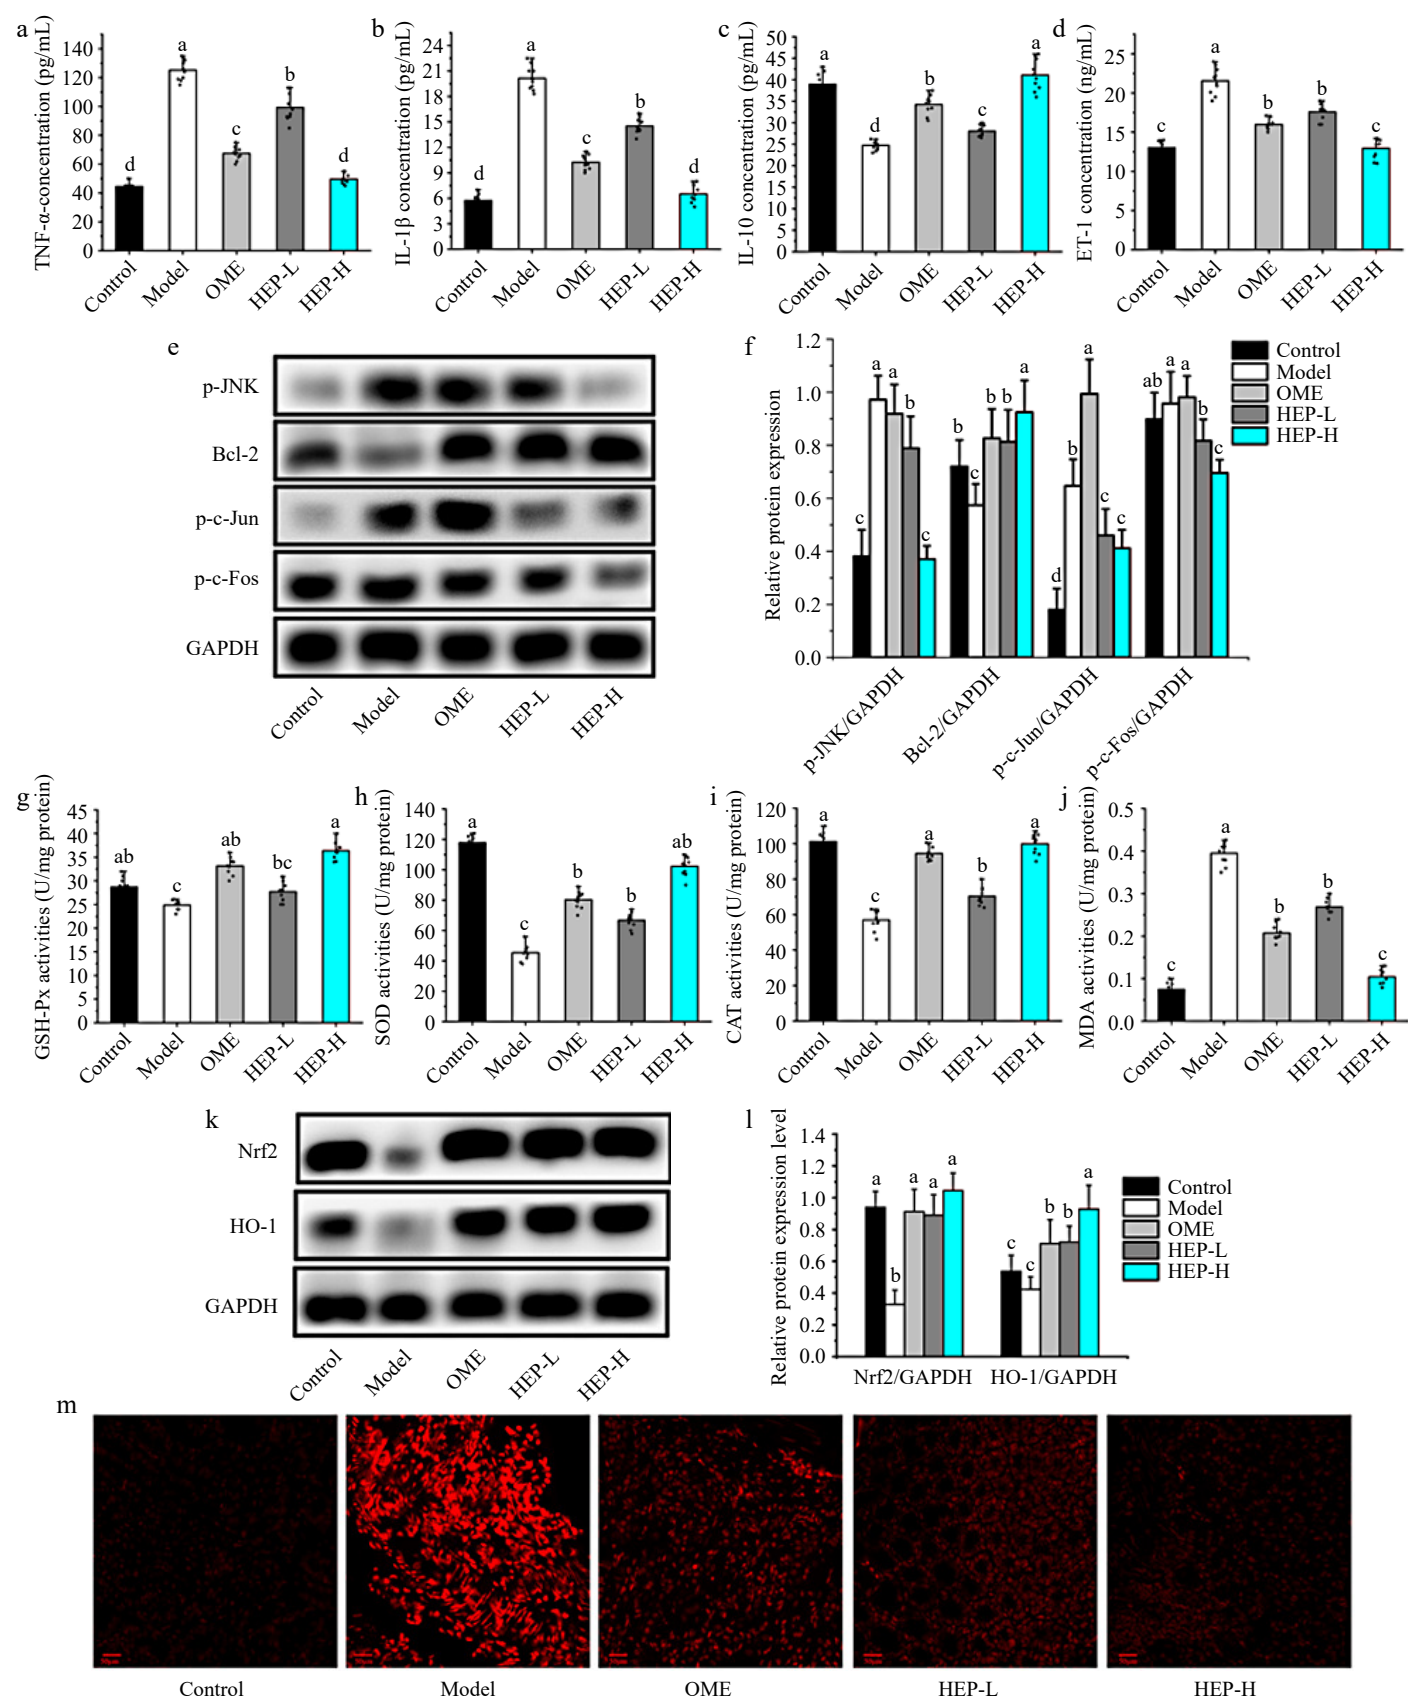 a
TNF-α-concentration (pg/mL)
140
120
100
80
60
40
20
0
d
a
c
b
d
Control
Model
OME
HEP-L
HEP-H
b
IL-1β concentration (pg/mL)
24
21
18
15
12
9
6
3
0
d
a
c
b
d
Control
Model
OME
HEP-L
HEP-H
c
IL-10 concentration (pg/mL)
50
45
40
35
30
25
20
15
10
5
0
a
d
b
c
a
Control
Model
OME
HEP-L
HEP-H
d
ET-1 concentration (ng/mL)
25
20
15
10
5
0
c
a
b
b
c
Control
Model
OME
HEP-L
HEP-H
e
p-JNK
Bcl-2
p-c-Jun
p-c-Fos
GAPDH
Control
Model
OME
HEP-L
HEP-H
f
Relative protein expression
1.2
1.0
0.8
0.6
0.4
0.2
0.0
c
a
a
b
c
b
c
b
b
a
d
b
a
c
c
ab
a
a
b
c
p-JNK/GAPDH
Bcl-2/GAPDH
p-c-Jun/GAPDH
p-c-Fos/GAPDH
Control
Model
OME
HEP-L
HEP-H
g
GSH-Px activities (U/mg protein)
45
40
35
30
25
20
15
10
5
0
ab
c
ab
bc
a
Control
Model
OME
HEP-L
HEP-H
h
SOD activities (U/mg protein)
140
120
100
80
60
40
20
0
a
c
b
b
ab
Control
Model
OME
HEP-L
HEP-H
i
CAT activities (U/mg protein)
120
100
80
60
40
20
0
a
c
a
b
a
Control
Model
OME
HEP-L
HEP-H
j
MDA activities (U/mg protein)
0.5
0.4
0.3
0.2
0.1
0.0
c
a
b
b
c
Control
Model
OME
HEP-L
HEP-H
k
Nrf2
HO-1
GAPDH
Control
Model
OME
HEP-L
HEP-H
l
Relative protein expression level
1.4
1.2
1.0
0.8
0.6
0.4
0.2
0.0
a
b
a
a
a
c
c
b
b
a
Nrf2/GAPDH
HO-1/GAPDH
Control
Model
OME
HEP-L
HEP-H
m
Control
Model
OME
HEP-L
HEP-H